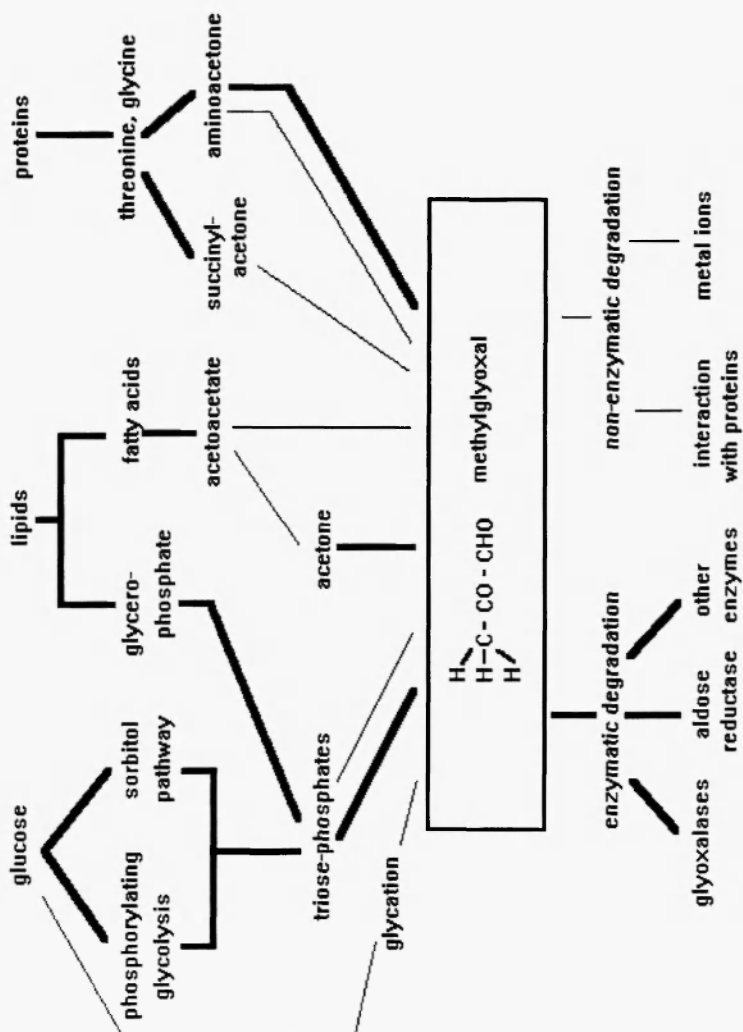 glucose
lipids
proteins
phosphorylating
glycolysis
sorbitol
pathway
glycero-
phosphate
fatty acids
threonine, glycine
acetoacetate
succinyl-
acetone
aminoacetone
triose-phosphates
acetone
glycation
H
H-C - CO - CHO
H
methylglyoxal
enzymatic degradation
non-enzymatic degradation
glyoxalases
aldose
reductase
other
enzymes
interaction
with proteins
metal ions